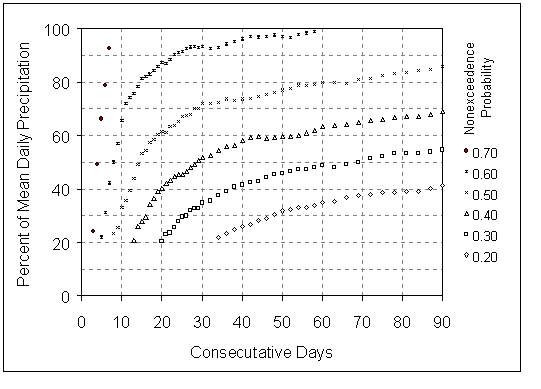 Percent of Mean Daily Precipitation
100
80
60
40
20
0
0 10 20 30 40 50 60 70 80 90
Consecutative Days
Nonexceedence
Probability
0.70
0.60
0.50
0.40
0.30
0.20